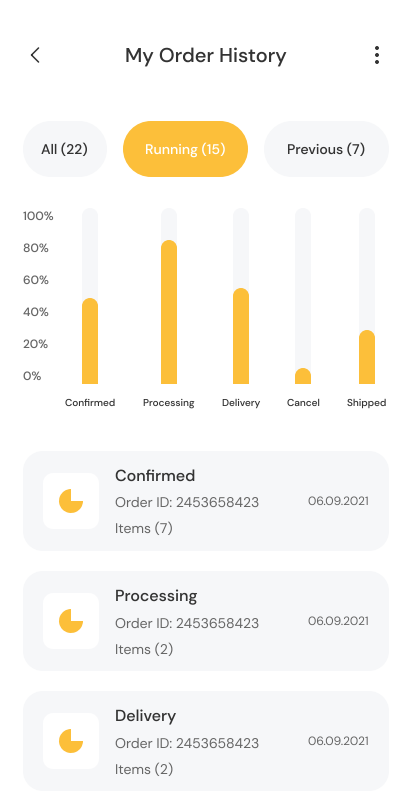 My Order History
All (22) Running (15) Previous (7)
100%
80%
60%
40%
20%
0%
Confirmed Processing Delivery Cancel Shipped
Confirmed
Order ID: 2453658423 06.09.2021
Items (7)
Processing
Order ID: 2453658423 06.09.2021
Items (2)
Delivery
Order ID: 2453658423 06.09.2021
Items (2)